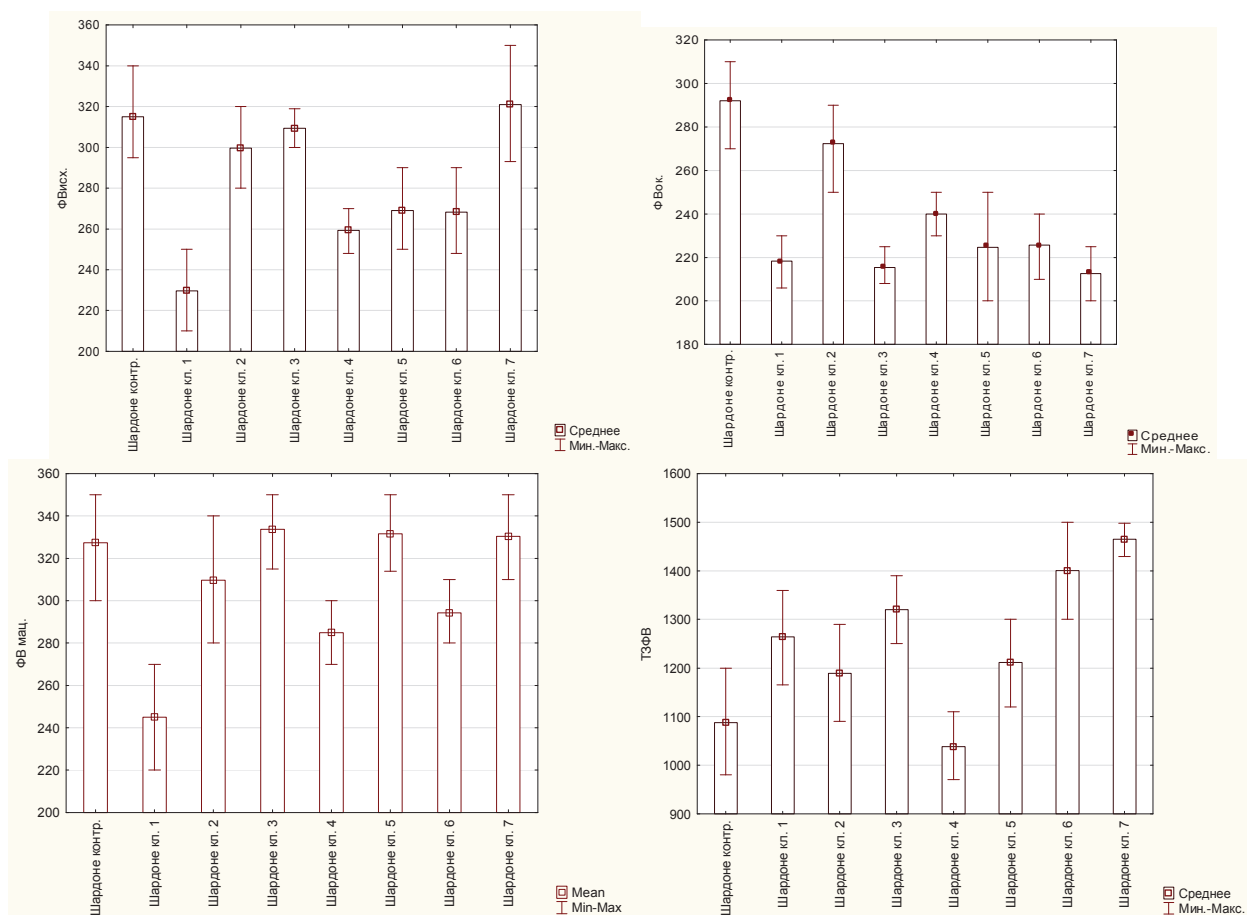 360
340
320
300
280
260
240
220
200
ФВисх.
Шардоне контр.
Шардоне кл. 1
Шардоне кл. 2
Шардоне кл. 3
Шардоне кл. 4
Шардоне кл. 5
Шардоне кл. 6
Шардоне кл. 7
Среднее
Мин.-Макс.
320
300
280
260
240
220
200
180
ФВок.
Шардоне контр.
Шардоне кл. 1
Шардоне кл. 2
Шардоне кл. 3
Шардоне кл. 4
Шардоне кл. 5
Шардоне кл. 6
Шардоне кл. 7
Среднее
Мин.-Макс.
360
340
320
300
280
260
240
220
200
ФВ мац.
Шардоне контр.
Шардоне кл. 1
Шардоне кл. 2
Шардоне кл. 3
Шардоне кл. 4
Шардоне кл. 5
Шардоне кл. 6
Шардоне кл. 7
Mean
Min-Max
1600
1500
1400
1300
1200
1100
1000
900
ТЗФВ
Шардоне контр.
Шардоне кл. 1
Шардоне кл. 2
Шардоне кл. 3
Шардоне кл. 4
Шардоне кл. 5
Шардоне кл. 6
Шардоне кл. 7
Среднее
Мин.-Макс.